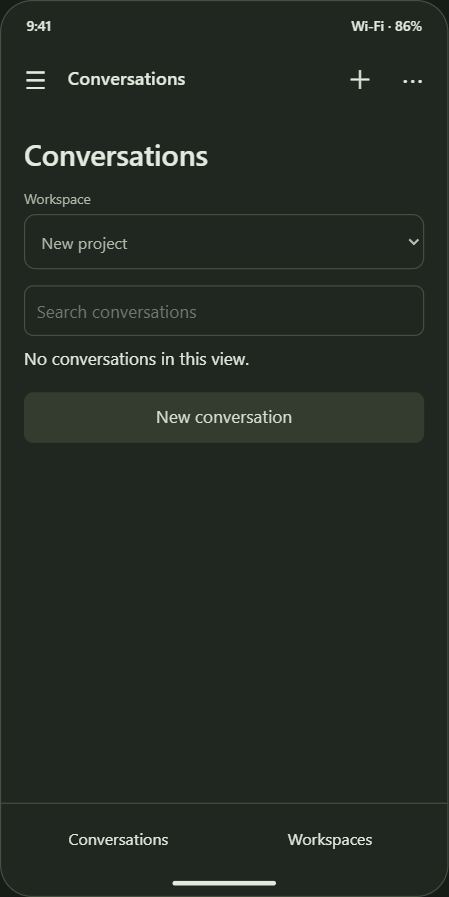 9:41 Wi-Fi · 86%
Conversations
Conversations
Workspace
New project
Search conversations
No conversations in this view.
New conversation
Conversations Workspaces